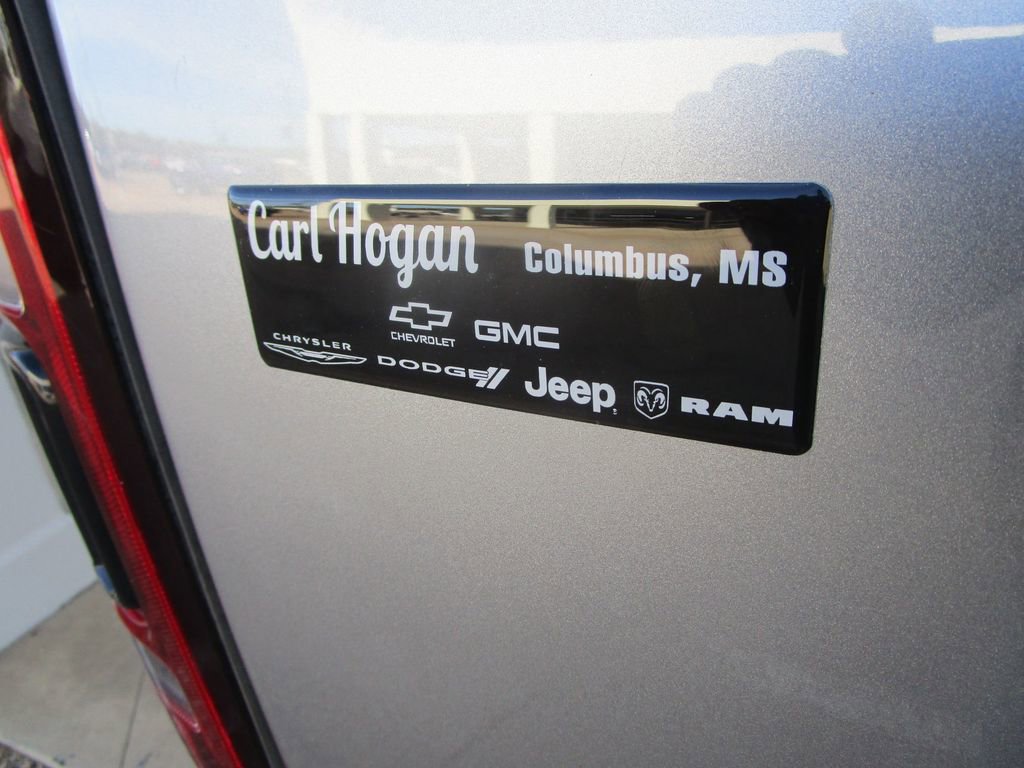 Carl Hogan Columbus, MS
CHEVROLET GMC
CHRYSLER DODGE Jeep RAM